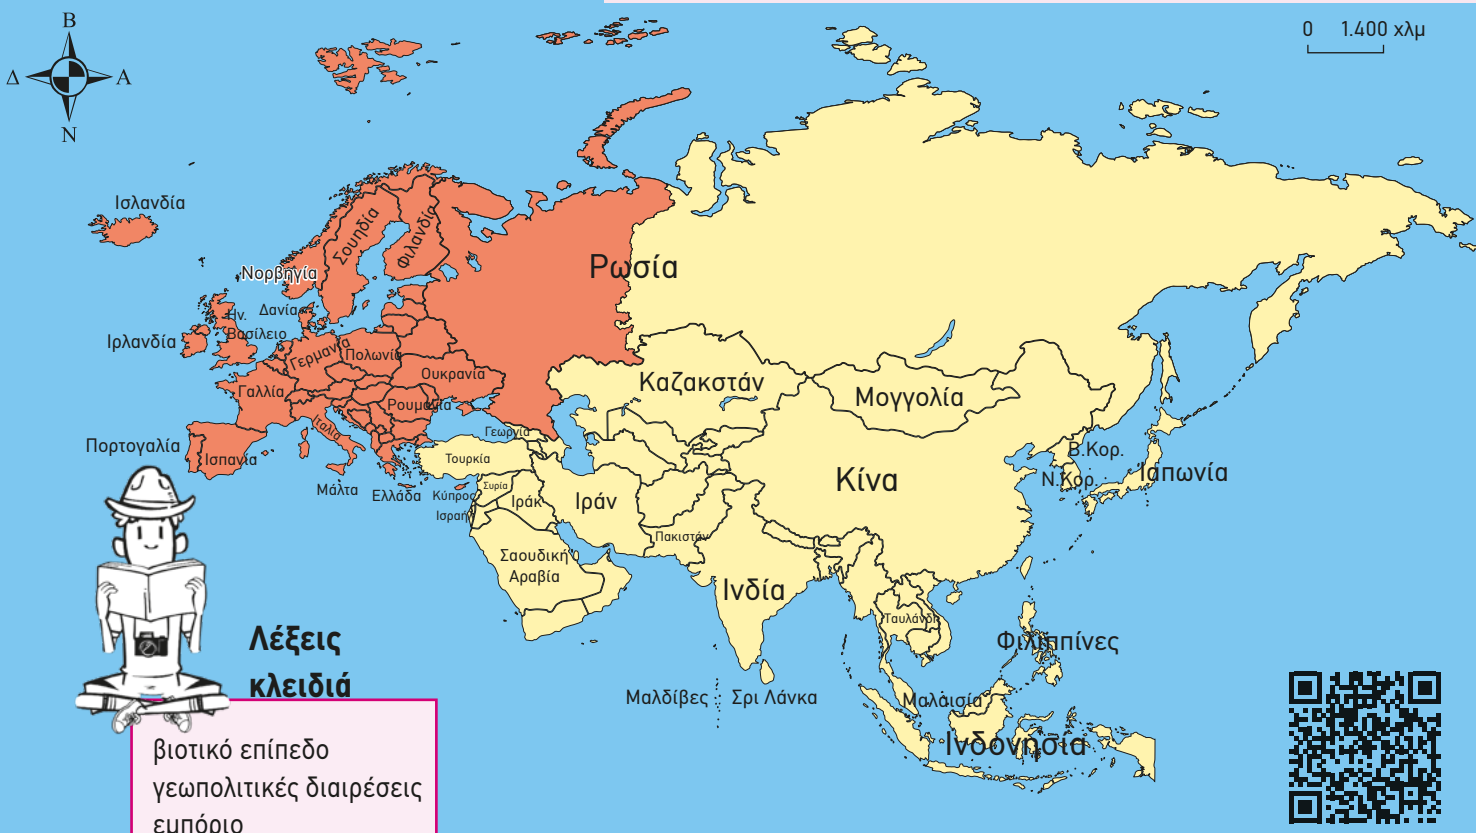 Β
Δ Α
Ν
0 1.400 χλμ
Ισλανδία
Σουηδία
Φιλανδία
Νορβηγία
Ρωσία
Ην.
Βασίλειο
Δανία
Ιρλανδία
Γερμανία
Πολωνία
Ουκρανία
Γαλλία
Ρουμανία
Ιταλία
Καζακστάν
Μογγολία
Γεωργία
Πορτογαλία
Ισπανία
Τουρκία
Β.Κορ.
Ν.Κορ.
Ιαπωνία
Κίνα
Μάλτα
Ελλάδα
Κύπρος
Συρία
Ιράκ
Ιράν
Ισραήλ
Πακιστάν
Σαουδική
Αραβία
Ινδία
Ταυλάνδη
Φιλιππίνες
Μαλδίβες
Σρι Λάνκα
Μαλαισία
Ινδονησία
Λέξεις
κλειδιά
βιοτικό επίπεδο
γεωπολιτικές διαιρέσεις
εμπόριο